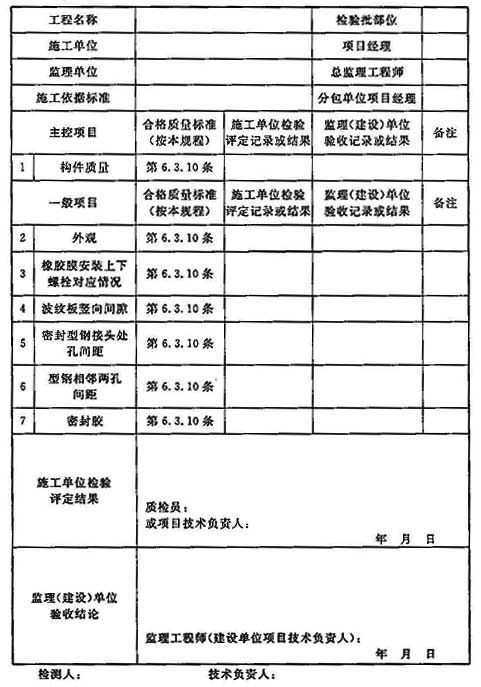 工程名称 检验批部位
施工单位 项目经理
监理单位 总监理工程师
施工依据标准 分包单位项目经理
主控项目 合格质量标准（按本规程） 施工单位检验评定记录或结果 监理（建设）单位验收记录或结果 备注
1 构件质量 第6.3.10条
一般项目 合格质量标准（按本规程） 施工单位检验评定记录或结果 监理（建设）单位验收记录或结果 备注
2 外观 第6.3.10条
3 橡胶膜安装上下螺栓对应情况 第6.3.10条
4 波纹板竖向间隙 第6.3.10条
5 密封型钢接头处孔间距 第6.3.10条
6 型钢相邻两孔间距 第6.3.10条
7 密封胶 第6.3.10条
施工单位检验评定结果
质检员：
或项目技术负责人：
年 月 日
监理（建设）单位验收结论
监理工程师（建设单位项目技术负责人）：
年 月 日
检测人： 技术负责人：